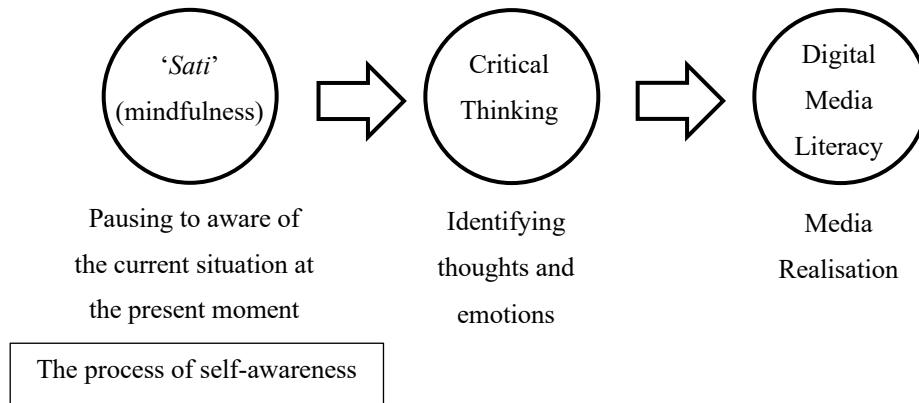 ‘Sati’
(mindfulness)
Critical
Thinking
Digital
Media
Literacy
Pausing to aware of
the current situation at
the present moment
Identifying
thoughts and
emotions
Media
Realisation
The process of self-awareness